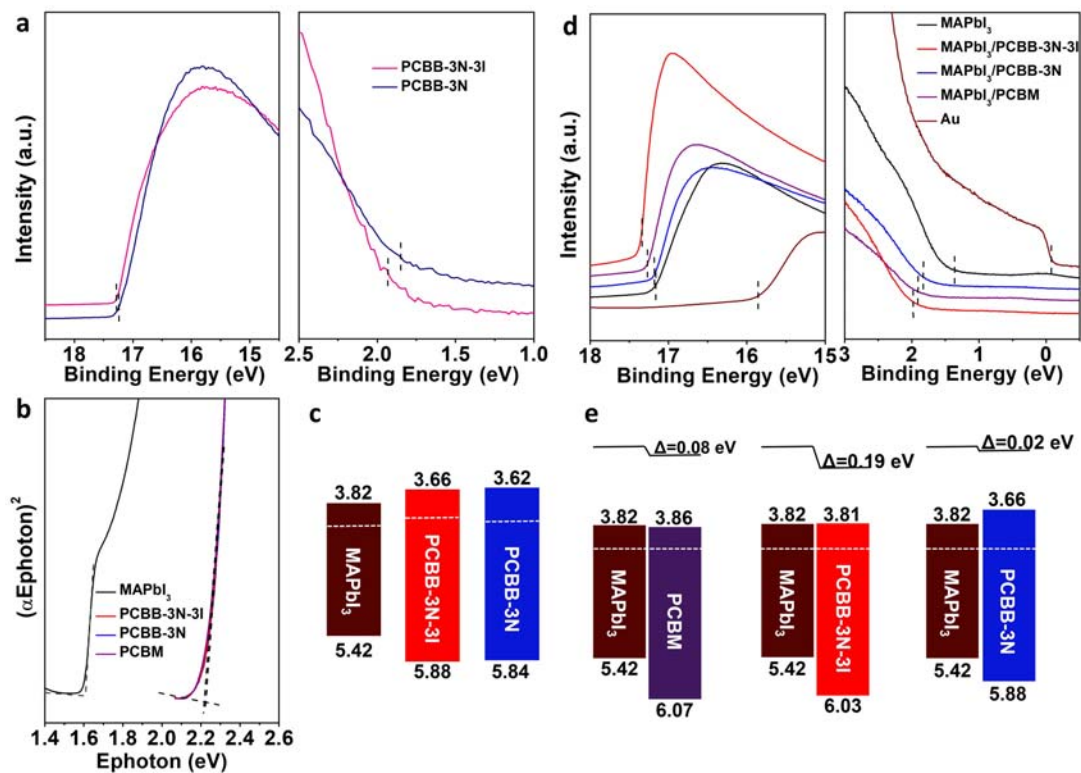 a
Intensity (a.u.)
PCBB-3N-3I
PCBB-3N
18 17 16 15
2.5 2.0 1.5 1.0
Binding Energy (eV)
Binding Energy (eV)
d
Intensity (a.u.)
MAPbI₃
MAPbI₃/PCBB-3N-3I
MAPbI₃/PCBB-3N
MAPbI₃/PCBM
Au
18 17 16 15
3 2 1 0
Binding Energy (eV)
Binding Energy (eV)
b
(αEphoton)²
MAPbI₃
PCBB-3N-3I
PCBB-3N
PCBM
1.4 1.6 1.8 2.0 2.2 2.4 2.6
Ephoton (eV)
c
3.82 3.66 3.62
MAPbI₃
PCBB-3N-3I
PCBB-3N
5.42 5.88 5.84
e
Δ=0.08 eV
Δ=0.19 eV
Δ=0.02 eV
3.82 3.86
MAPbI₃
PCBM
5.42 6.07
3.82 3.81
MAPbI₃
PCBB-3N-3I
5.42 6.03
3.82 3.66
MAPbI₃
PCBB-3N
5.42 5.88